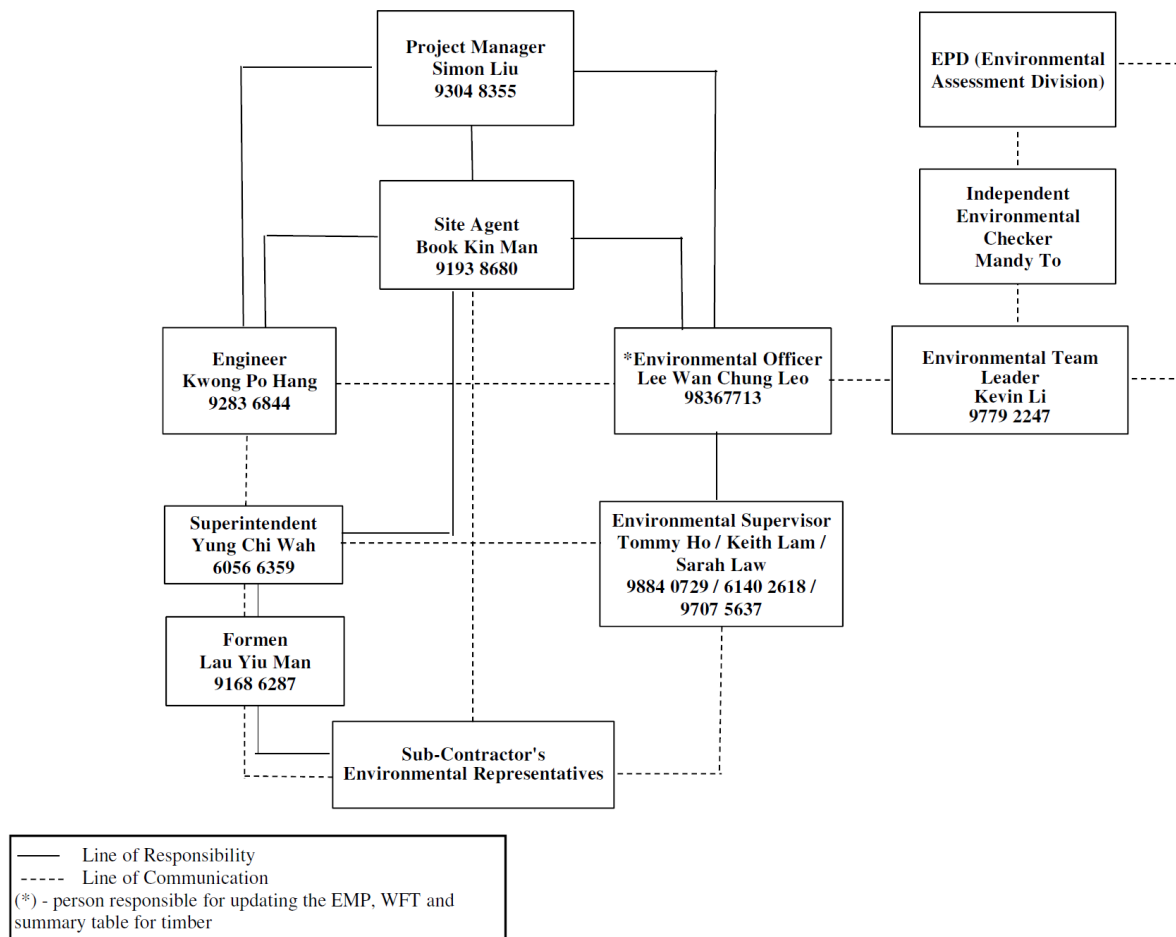 Project Manager
Simon Liu
9304 8355
EPD (Environmental
Assessment Division)
Site Agent
Book Kin Man
9193 8680
Independent
Environmental
Checker
Mandy To
Engineer
Kwong Po Hang
9283 6844
*Environmental Officer
Lee Wan Chung Leo
98367713
Environmental Team
Leader
Kevin Li
9779 2247
Superintendent
Yung Chi Wah
6056 6359
Environmental Supervisor
Tommy Ho / Keith Lam /
Sarah Law
9884 0729 / 6140 2618 /
9707 5637
Formen
Lau Yiu Man
9168 6287
Sub-Contractor's
Environmental Representatives
Line of Responsibility
Line of Communication
(*) - person responsible for updating the EMP, WFT and
summary table for timber